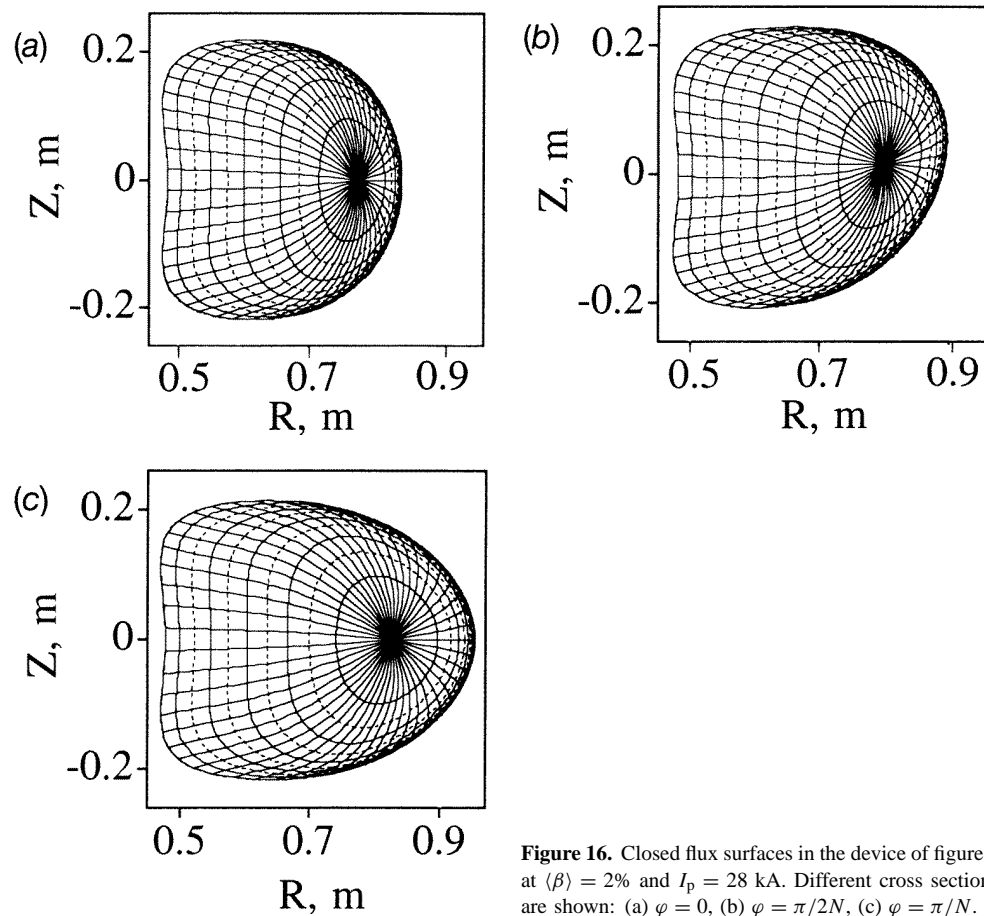 (a)
0.2
0
-0.2
Z, m
0.5
0.7
0.9
R, m
(b)
0.2
0
-0.2
Z, m
0.5
0.7
0.9
R, m
(c)
0.2
0
-0.2
Z, m
0.5
0.7
0.9
R, m
Figure 16. Closed flux surfaces in the device of figure
at ⟨β⟩ = 2% and Ip = 28 kA. Different cross section
are shown: (a) φ = 0, (b) φ = π/2N, (c) φ = π/N.